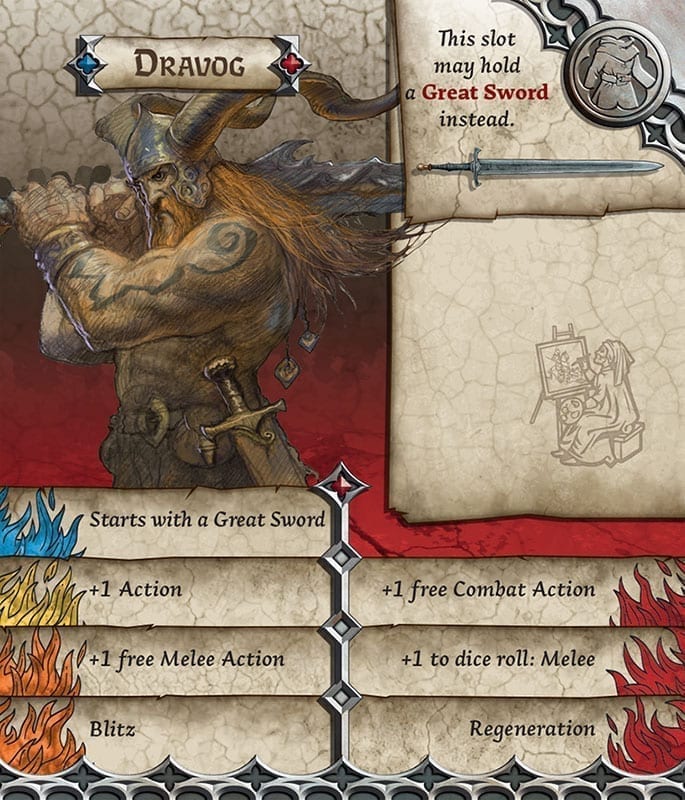 Dravog
This slot
may hold
a Great Sword
instead.
Starts with a Great Sword
+1 Action
+1 free Melee Action
Blitz
+1 free Combat Action
+1 to dice roll: Melee
Regeneration